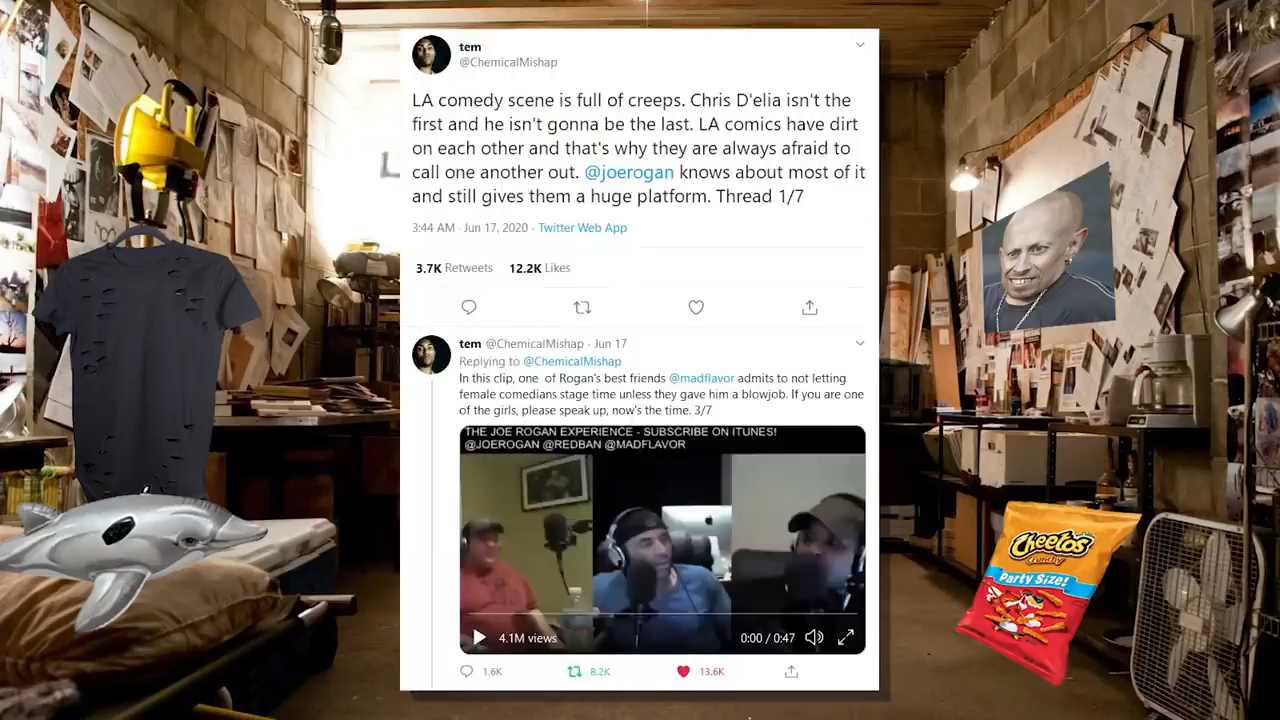 tem
@ChemicalMishap
LA comedy scene is full of creeps. Chris D'elia isn't the
first and he isn't gonna be the last. LA comics have dirt
on each other and that's why they are always afraid to
call one another out. @joerogan knows about most of it
and still gives them a huge platform. Thread 1/7
3:44 AM · Jun 17, 2020 · Twitter Web App
3.7K Retweets 12.2K Likes
tem @ChemicalMishap · Jun 17
Replying to @ChemicalMishap
In this clip, one of Rogan's best friends @madflavor admits to not letting
female comedians stage time unless they gave him a blowjob. If you are one
of the girls, please speak up, now's the time. 3/7
THE JOE ROGAN EXPERIENCE - SUBSCRIBE ON ITUNES!
@JOEROGAN @REDBAN @MADFLAVOR
4.1M views
0:00 / 0:47
1.6K 8.2K 13.6K
Cheetos
Crunchy
Party Size!